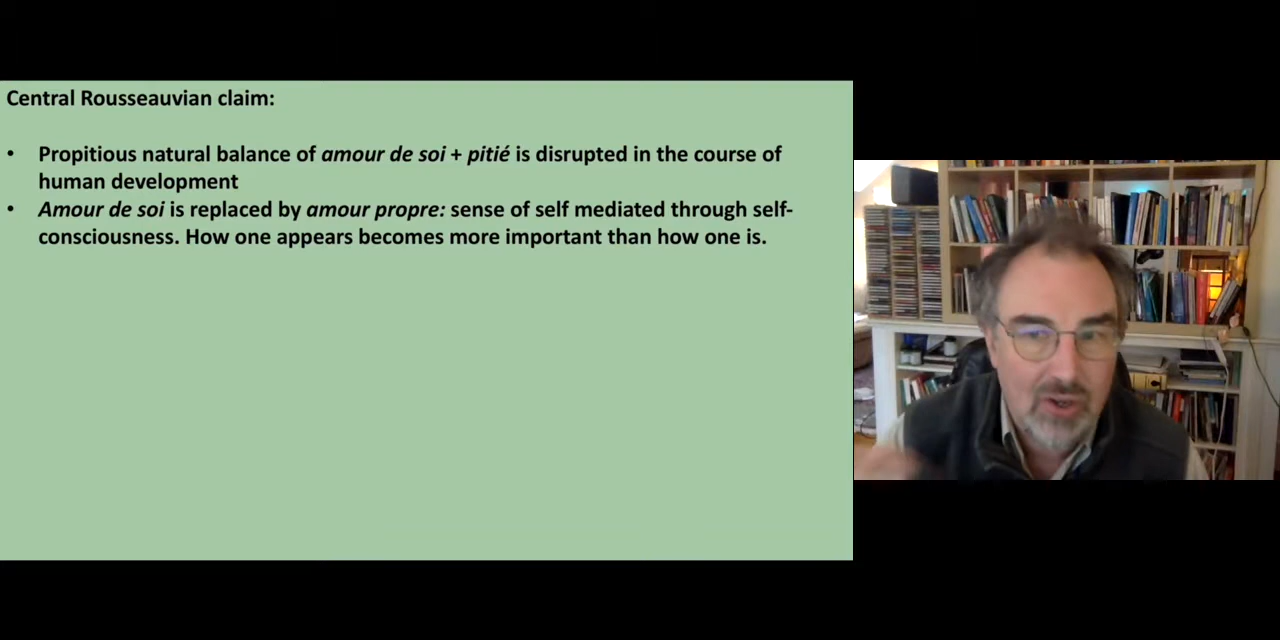 Central Rousseauvian claim:
• Propitious natural balance of amour de soi + pitié is disrupted in the course of
human development
• Amour de soi is replaced by amour propre: sense of self mediated through self-
consciousness. How one appears becomes more important than how one is.